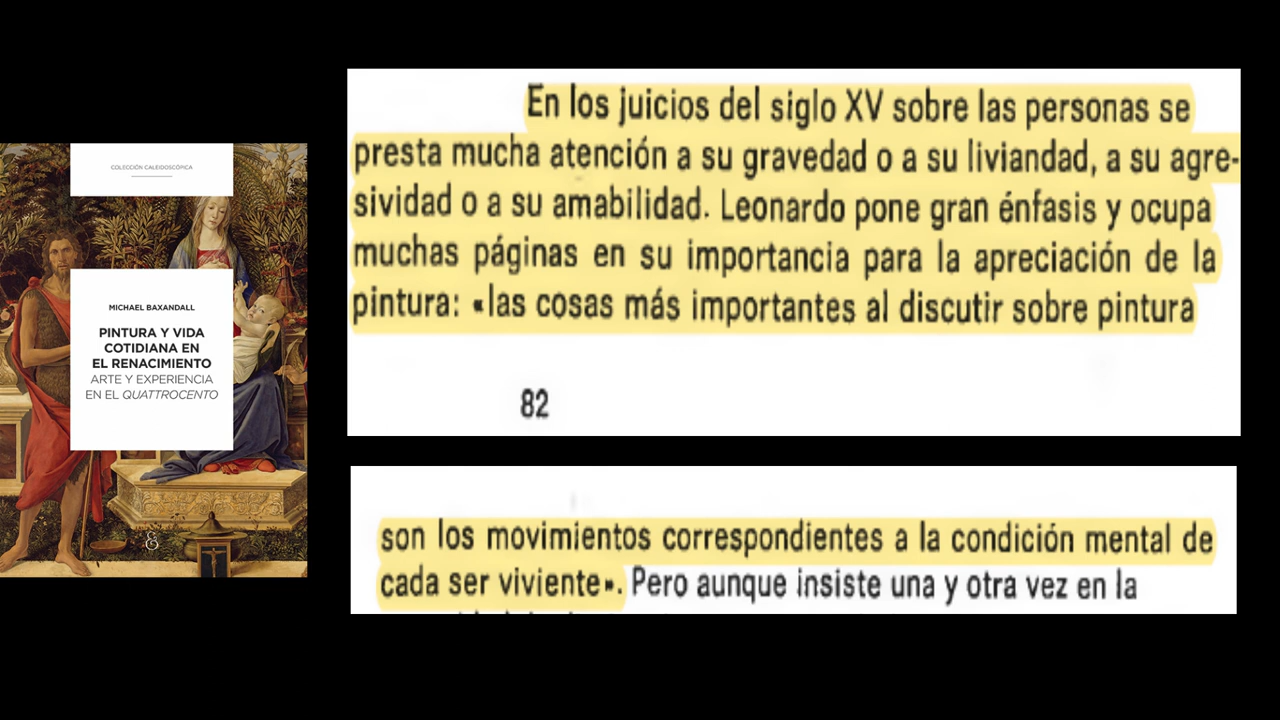 COLECCIÓN CALEIDOSCÓPICA
MICHAEL BAXANDALL
PINTURA Y VIDA
COTIDIANA EN
EL RENACIMIENTO
ARTE Y EXPERIENCIA
EN EL QUATTROCENTO
En los juicios del siglo XV sobre las personas se
presta mucha atención a su gravedad o a su liviandad, a su agre-
sividad o a su amabilidad. Leonardo pone gran énfasis y ocupa
muchas páginas en su importancia para la apreciación de la
pintura: «las cosas más importantes al discutir sobre pintura
82
son los movimientos correspondientes a la condición mental de
cada ser viviente». Pero aunque insiste una y otra vez en la